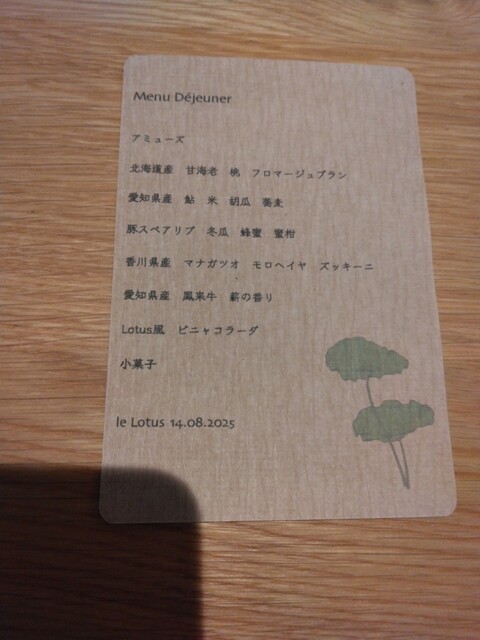 Menu Déjeuner
アミューズ
北海道産 甘海老 桃 フロマージュブラン
愛知県産 鮎 米 胡瓜 蕎麦
豚スペアリブ 冬瓜 蜂蜜 蜜柑
香川県産 マナガツオ モロヘイヤ ズッキーニ
愛知県産 鳳来牛 薪の香り
Lotus風 ピニャコラーダ
小菓子
le Lotus 14.08.2025